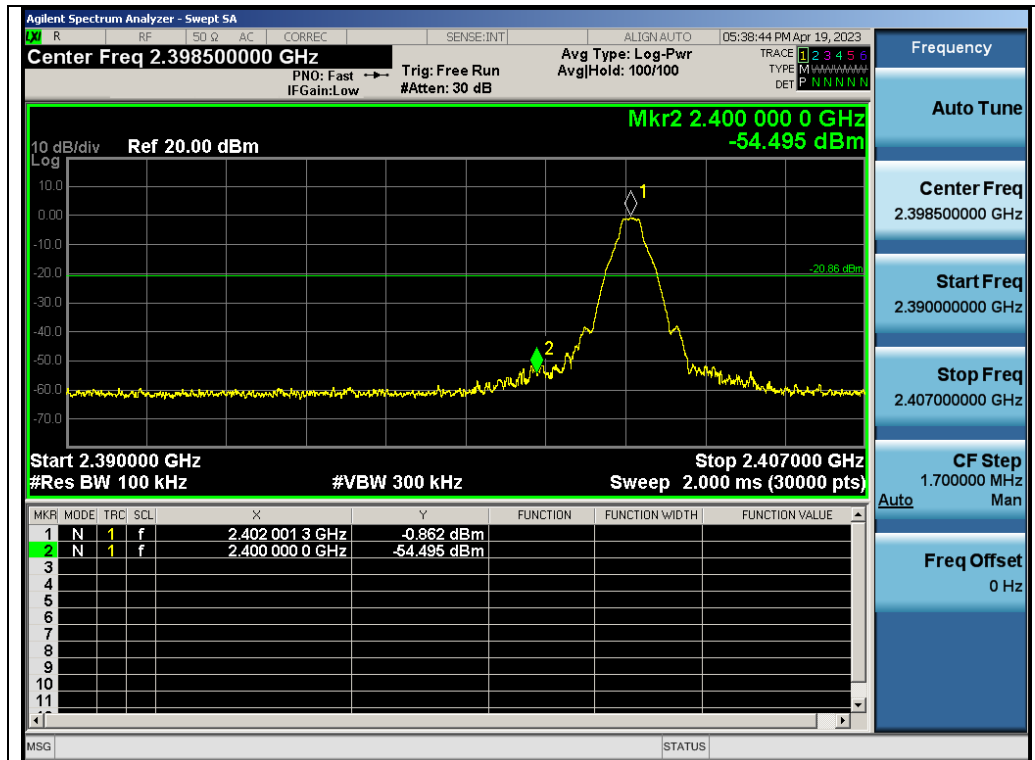 Agilent Spectrum Analyzer - Swept SA
LXI R RF 50 Ω AC CORREC SENSE:INT ALIGN AUTO 05:38:44 PM Apr 19, 2023
Center Freq 2.398500000 GHz
PNO: Fast
IFGain:Low
Trig: Free Run
#Atten: 30 dB
Avg Type: Log-Pwr
Avg|Hold: 100/100
TRACE 1 2 3 4 5 6
TYPE M
DET P N N N N N
Mkr2 2.400 000 0 GHz
-54.495 dBm
10 dB/div Ref 20.00 dBm
Log
10.0
0.00
-10.0
-20.0
-30.0
-40.0
-50.0
-60.0
-70.0
1
-20.86 dBm
2
Start 2.390000 GHz Stop 2.407000 GHz
#Res BW 100 kHz #VBW 300 kHz Sweep 2.000 ms (30000 pts)
MKR MODE TRC SCL X Y FUNCTION FUNCTION WIDTH FUNCTION VALUE
1 N 1 f 2.402 001 3 GHz -0.862 dBm
2 N 1 f 2.400 000 0 GHz -54.495 dBm
3
4
5
6
7
8
9
10
11
MSG STATUS
Frequency
Auto Tune
Center Freq
2.398500000 GHz
Start Freq
2.390000000 GHz
Stop Freq
2.407000000 GHz
CF Step
1.700000 MHz
Auto Man
Freq Offset
0 Hz